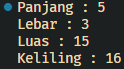 Panjang : 5
Lebar : 3
Luas : 15
Keliling : 16